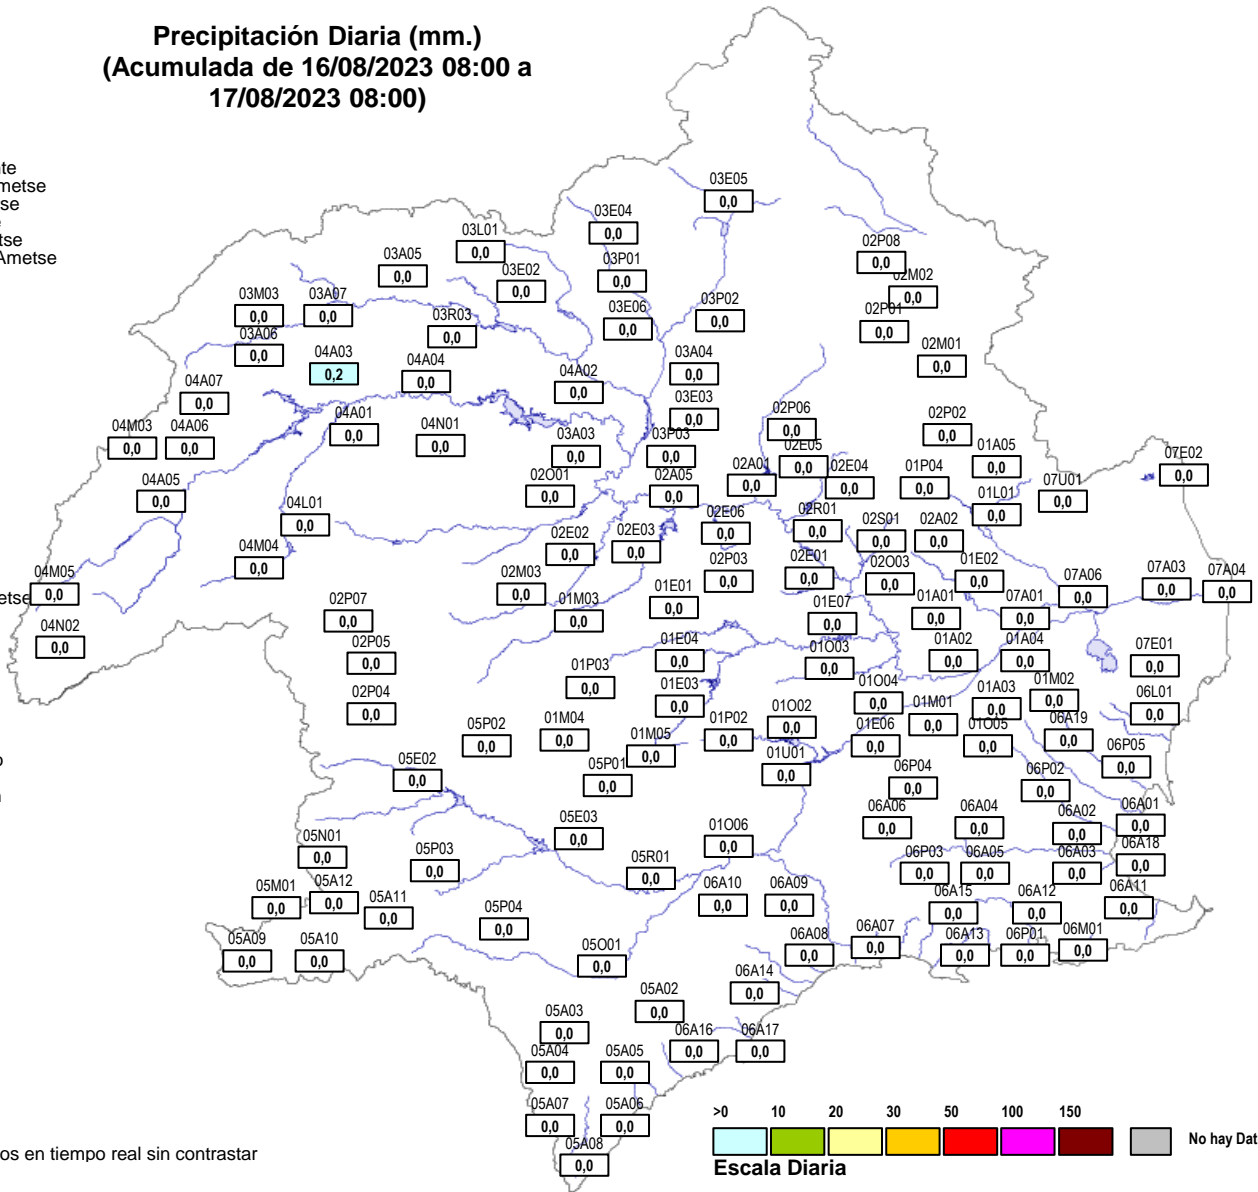 Precipitación Diaria (mm.)
(Acumulada de 16/08/2023 08:00 a
17/08/2023 08:00)
nte
metse
tse
e
tse
Ametse
03E05
0,0
03E04
0,0
03L01
0,0
03A05
0,0
03E02
0,0
03P01
0,0
02P08
0,0
02M02
0,0
03M03
0,0
03A07
0,0
03R03
0,0
03E06
0,0
03P02
0,0
02P01
0,0
03A06
0,0
04A03
0,2
04A04
0,0
04A02
0,0
03A04
0,0
02M01
0,0
04A07
0,0
03E03
0,0
04M03
0,0
04A06
0,0
04A01
0,0
04N01
0,0
03A03
0,0
03P03
0,0
02P06
0,0
02P02
0,0
02E05
0,0
01A05
0,0
07E02
0,0
04A05
0,0
02O01
0,0
02A05
0,0
02A01
0,0
02E04
0,0
01P04
0,0
01L01
0,0
07U01
0,0
04L01
0,0
02E02
0,0
02E03
0,0
02E06
0,0
02R01
0,0
02S01
0,0
02A02
0,0
04M04
0,0
04M05
0,0
etse
02M03
0,0
01M03
0,0
01E01
0,0
02P03
0,0
02E01
0,0
02O03
0,0
01E02
0,0
07A06
0,0
07A03
0,0
07A04
0,0
04N02
0,0
02P07
0,0
01E07
0,0
01A01
0,0
07A01
0,0
02P05
0,0
01E04
0,0
01O03
0,0
01A02
0,0
01A04
0,0
07E01
0,0
02P04
0,0
01P03
0,0
01E03
0,0
01O04
0,0
01M01
0,0
01A03
0,0
01M02
0,0
06L01
0,0
05P02
0,0
01M04
0,0
01M05
0,0
01P02
0,0
01O02
0,0
01E06
0,0
01O05
0,0
06A19
0,0
06P05
0,0
05E02
0,0
05P01
0,0
01U01
0,0
06P04
0,0
06P02
0,0
05E03
0,0
01O06
0,0
06A06
0,0
06A04
0,0
06A02
0,0
06A01
0,0
05N01
0,0
05P03
0,0
05R01
0,0
06P03
0,0
06A05
0,0
06A03
0,0
06A18
0,0
05M01
0,0
05A12
0,0
05A11
0,0
06A10
0,0
06A09
0,0
06A15
0,0
06A12
0,0
06A11
0,0
05A09
0,0
05A10
0,0
05P04
0,0
05O01
0,0
06A08
0,0
06A07
0,0
06A13
0,0
06P01
0,0
06M01
0,0
06A14
0,0
05A02
0,0
05A03
0,0
06A16
0,0
06A17
0,0
05A04
0,0
05A05
0,0
05A07
0,0
05A06
0,0
05A08
0,0
>0 10 20 30 50 100 150
No hay Dat
Escala Diaria
os en tiempo real sin contrastar